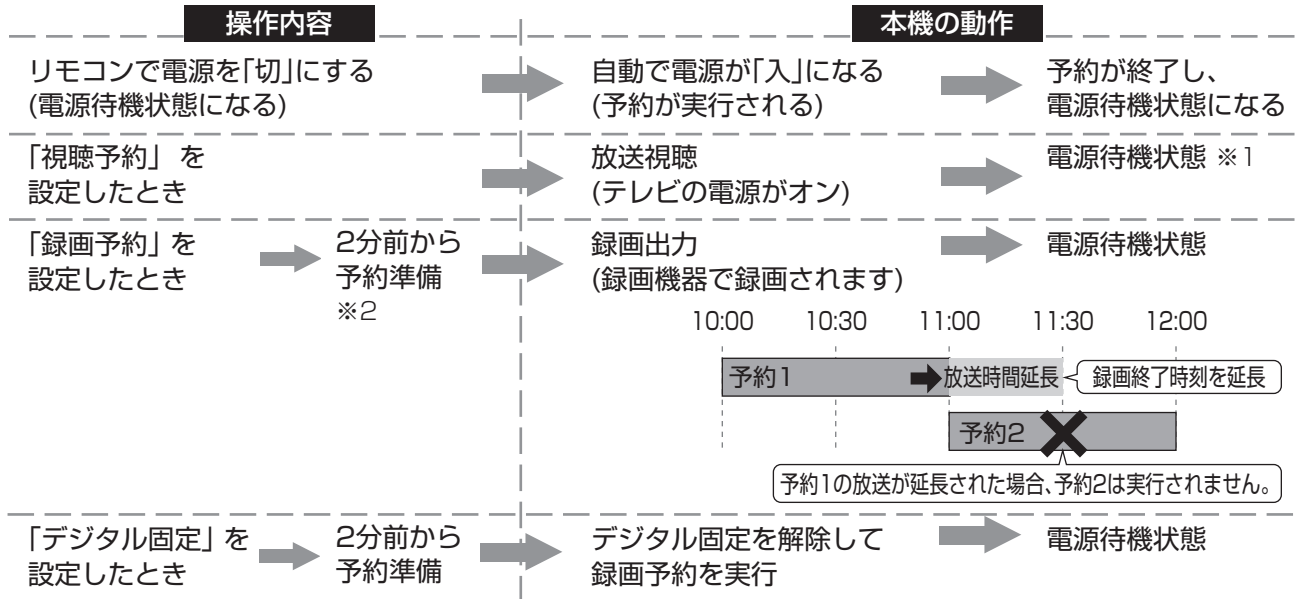 操作内容
本機の動作
リモコンで電源を｢切｣にする
(電源待機状態になる)
自動で電源が｢入｣になる
(予約が実行される)
予約が終了し、
電源待機状態になる
｢視聴予約｣ を
設定したとき
放送視聴
(テレビの電源がオン)
電源待機状態 ※1
｢録画予約｣ を
設定したとき
2分前から
予約準備
※2
録画出力
(録画機器で録画されます)
電源待機状態
10:00 10:30 11:00 11:30 12:00
予約1
放送時間延長
録画終了時刻を延長
予約2
予約1の放送が延長された場合、予約2は実行されません。
｢デジタル固定｣ を
設定したとき
2分前から
予約準備
デジタル固定を解除して
録画予約を実行
電源待機状態